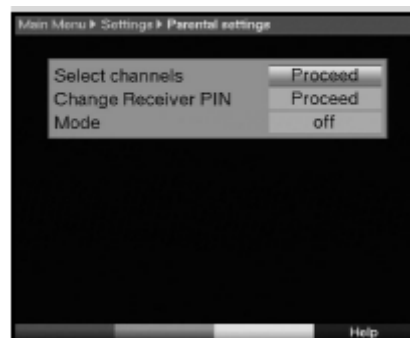 Main Menu ▸ Settings ▸ Parental settings
Select channels Proceed
Change Receiver PIN Proceed
Mode off
Help